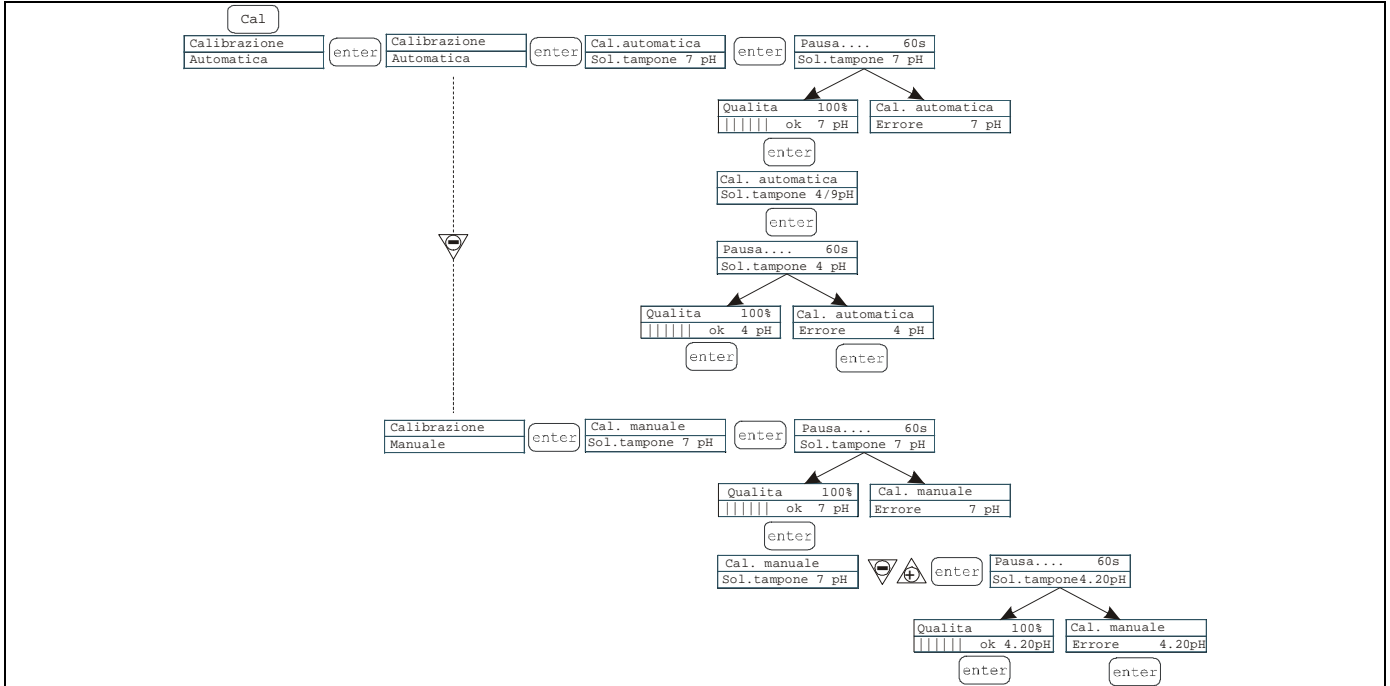 Cal
Calibrazione
Automatica
enter
Calibrazione
Automatica
enter
Cal.automatica
Sol.tampone 7 pH
enter
Pausa.... 60s
Sol.tampone 7 pH
Qualita 100%
|||||| ok 7 pH
Cal. automatica
Errore 7 pH
enter
Cal. automatica
Sol.tampone 4/9pH
enter
Pausa.... 60s
Sol.tampone 4 pH
Qualita 100%
|||||| ok 4 pH
Cal. automatica
Errore 4 pH
enter
enter
Calibrazione
Manuale
enter
Cal. manuale
Sol.tampone 7 pH
enter
Pausa.... 60s
Sol.tampone 7 pH
Qualita 100%
|||||| ok 7 pH
Cal. manuale
Errore 7 pH
enter
Cal. manuale
Sol.tampone 7 pH
enter
Pausa.... 60s
Sol.tampone4.20pH
Qualita 100%
|||||| ok 4.20pH
Cal. manuale
Errore 4.20pH
enter
enter